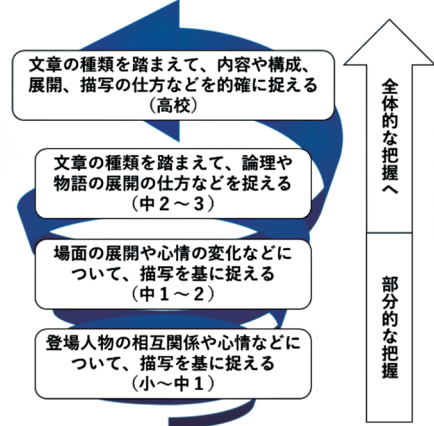 文章の種類を踏まえて、内容や構成、
展開、描写の仕方などを的確に捉える
（高校）
文章の種類を踏まえて、論理や
物語の展開の仕方などを捉える
（中２～３）
場面の展開や心情の変化などに
ついて、描写を基に捉える
（中１～２）
登場人物の相互関係や心情などに
ついて、描写を基に捉える
（小～中１）
全体的な把握へ
部分的な把握